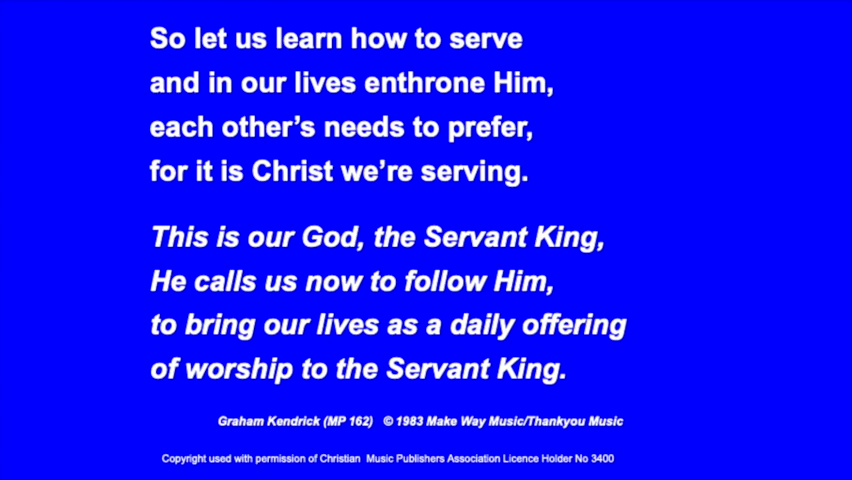 So let us learn how to serve
and in our lives enthrone Him,
each other's needs to prefer,
for it is Christ we're serving.
This is our God, the Servant King,
He calls us now to follow Him,
to bring our lives as a daily offering
of worship to the Servant King.
Graham Kendrick (MP 162) © 1983 Make Way Music/Thankyou Music
Copyright used with permission of Christian Music Publishers Association Licence Holder No 3400